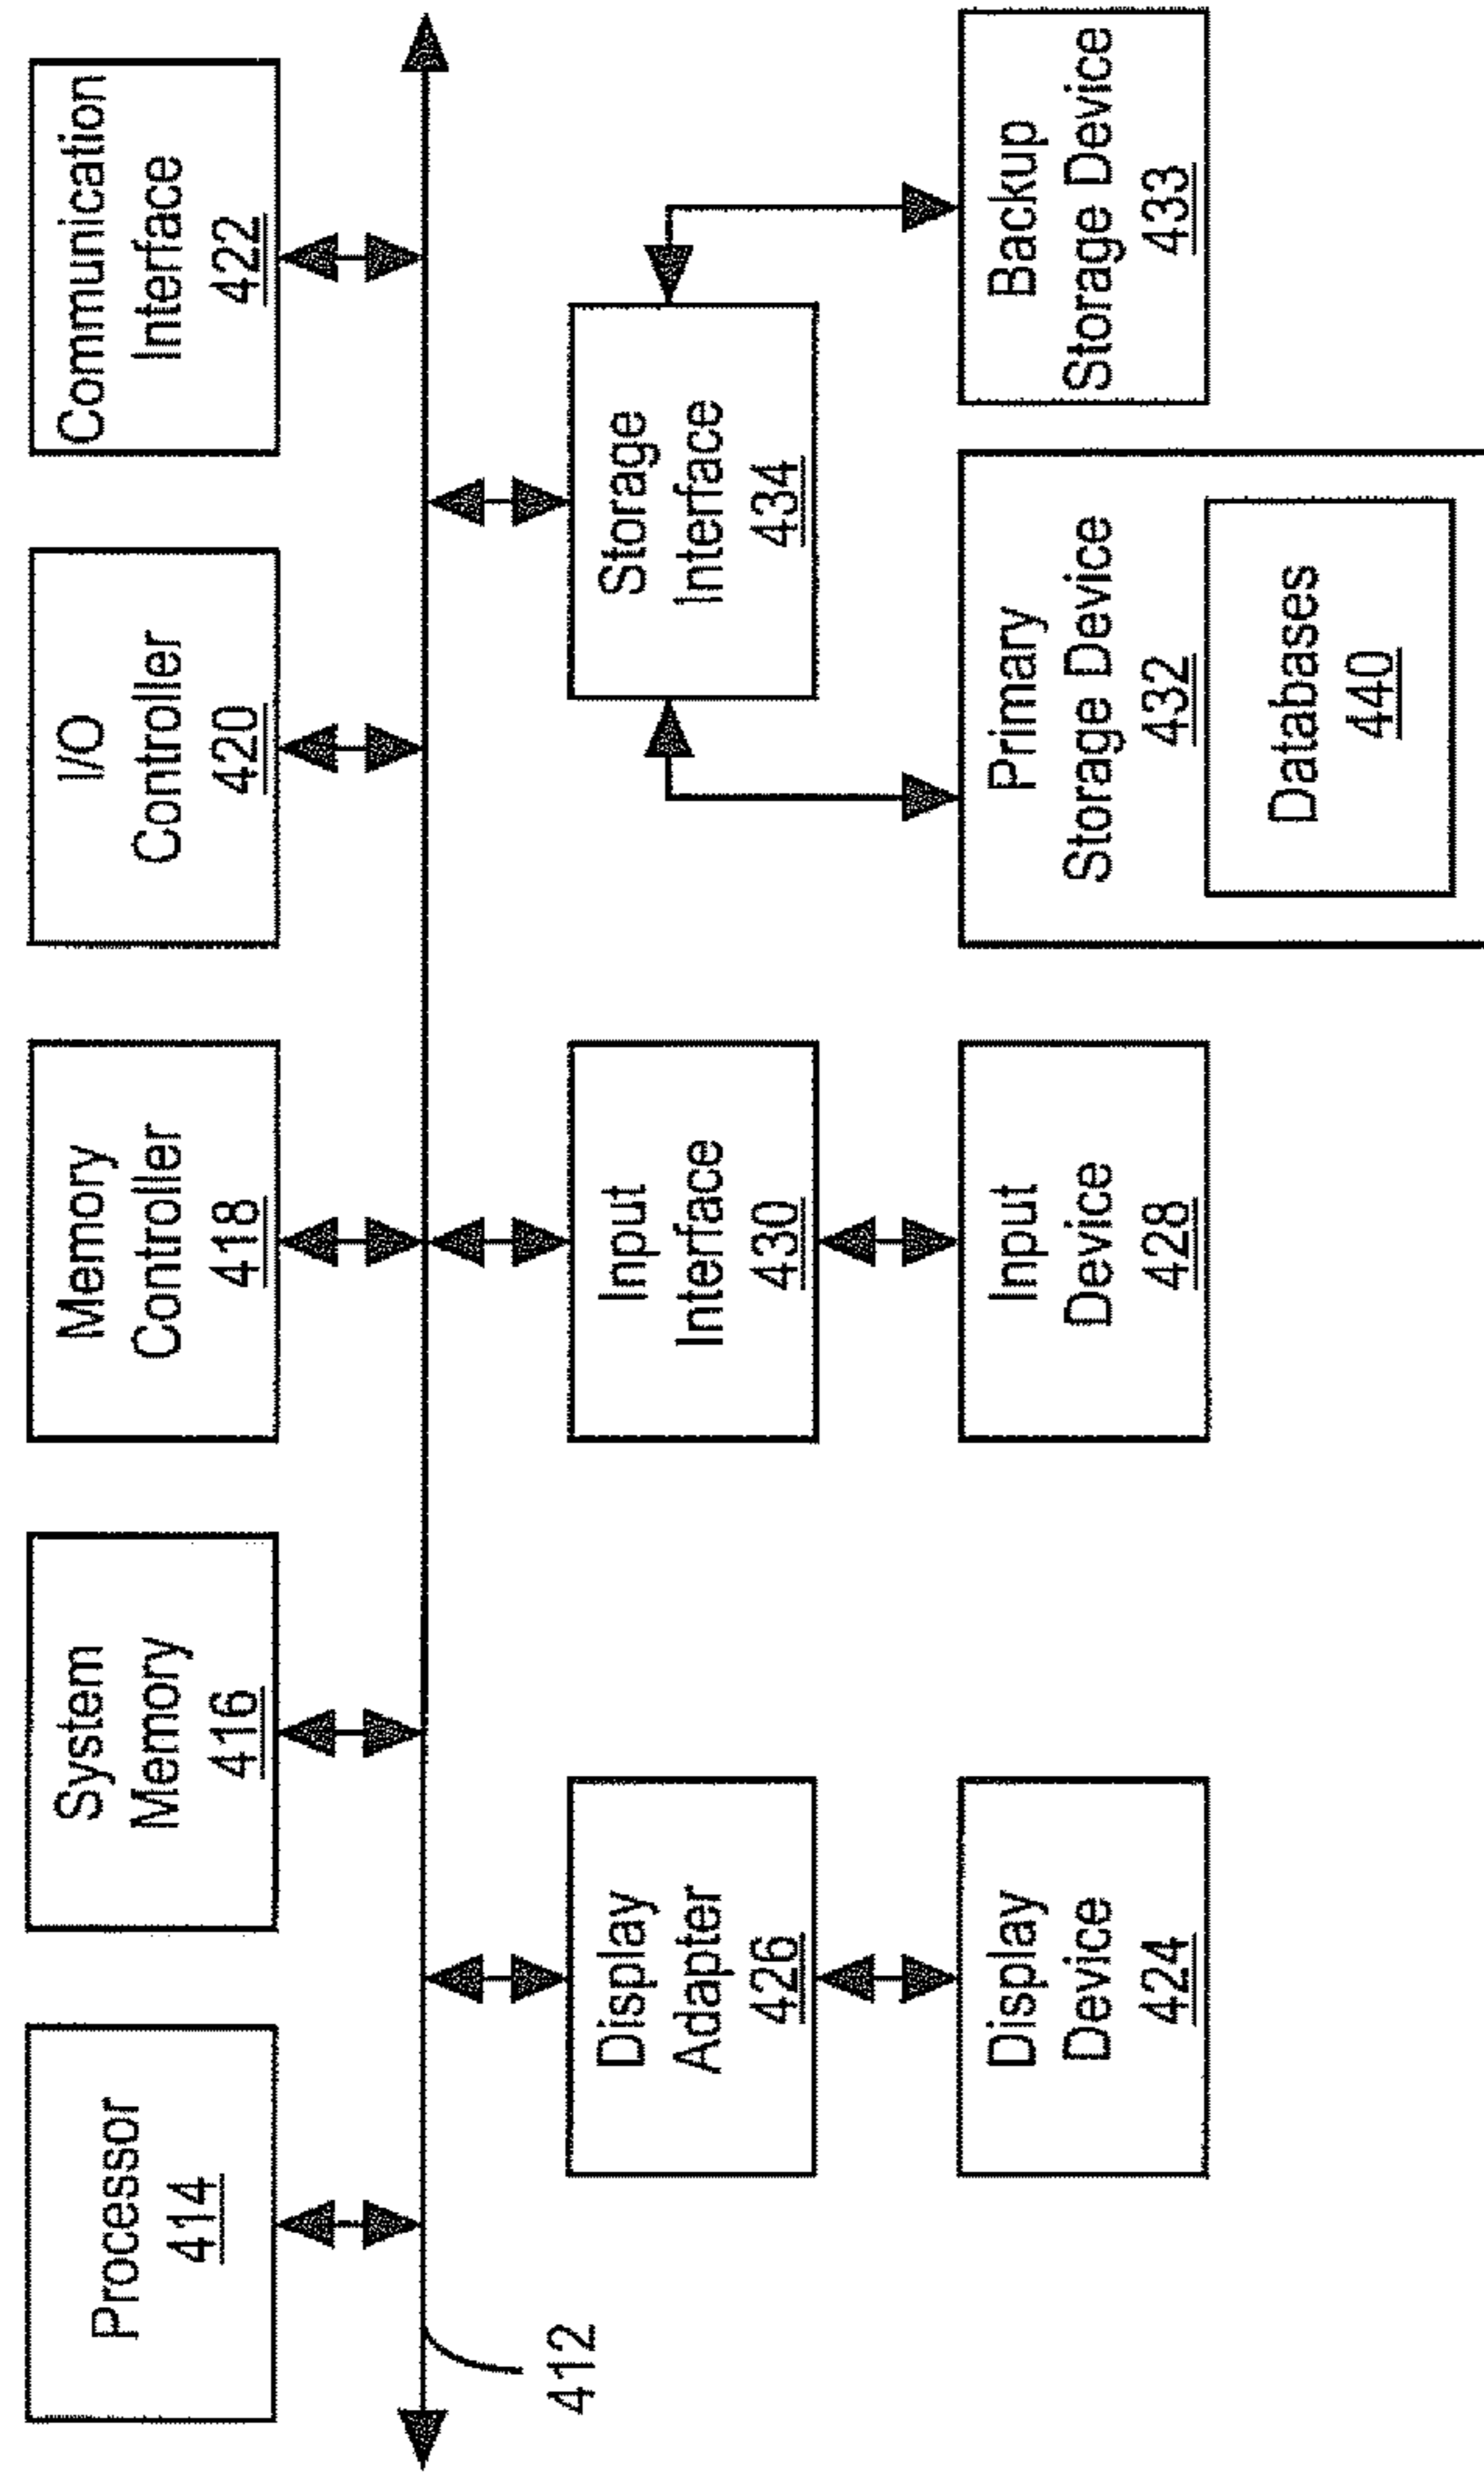 Processor
414
System
Memory
416
Memory
Controller
418
I/O
Controller
420
Communication
Interface
422
412
Display
Adapter
426
Input
Interface
430
Storage
Interface
434
Display
Device
424
Input
Device
428
Primary
Storage Device
432
Databases
440
Backup
Storage Device
433